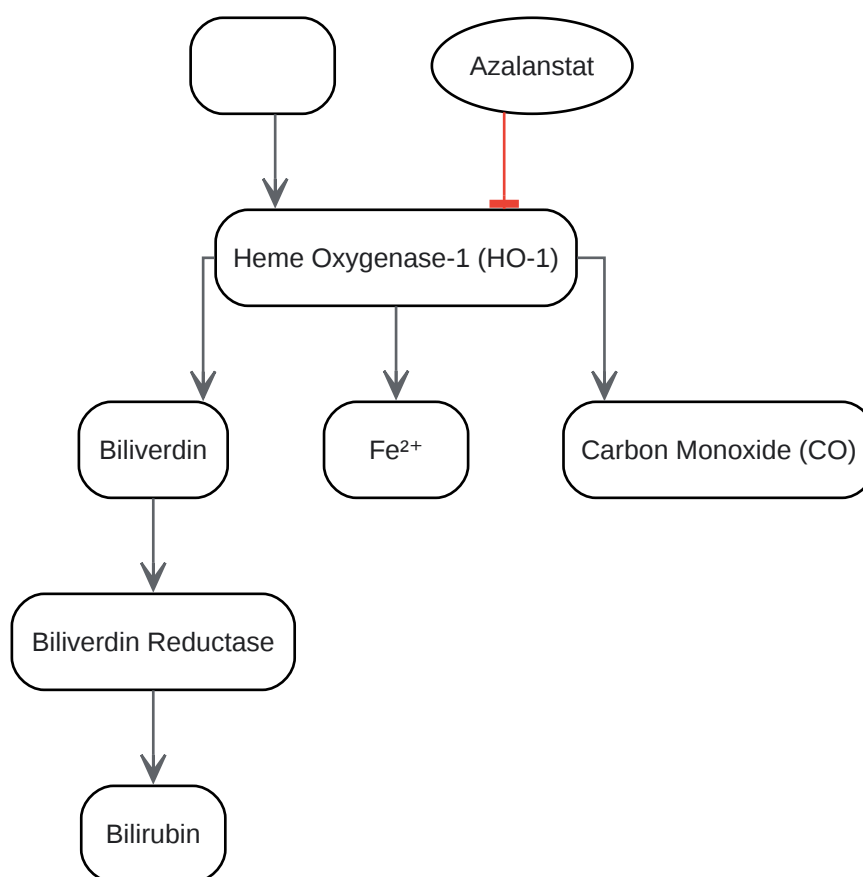 Azalanstat
Heme Oxygenase-1 (HO-1)
Biliverdin
Fe²⁺
Carbon Monoxide (CO)
Biliverdin Reductase
Bilirubin